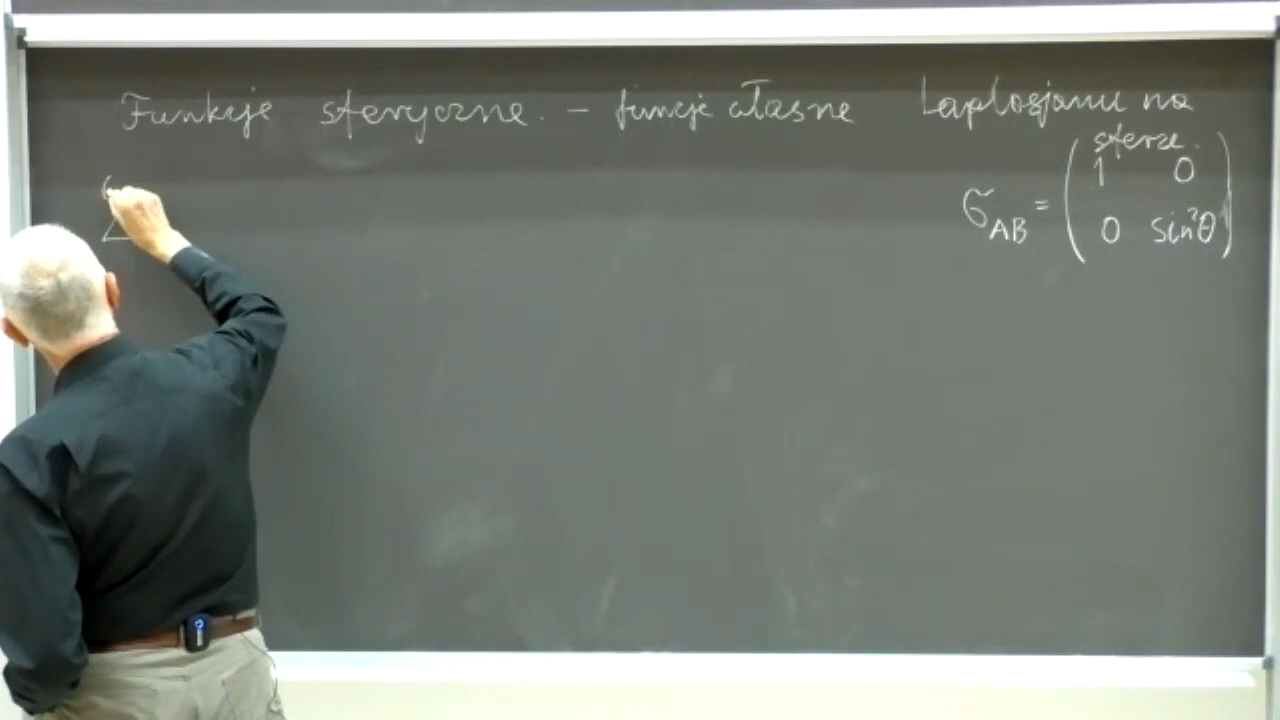 Funkcje sferyczne. – funcje własne Laplasjanu na
sferze.
σ_AB = ( 1 0
0 sin²θ )
△